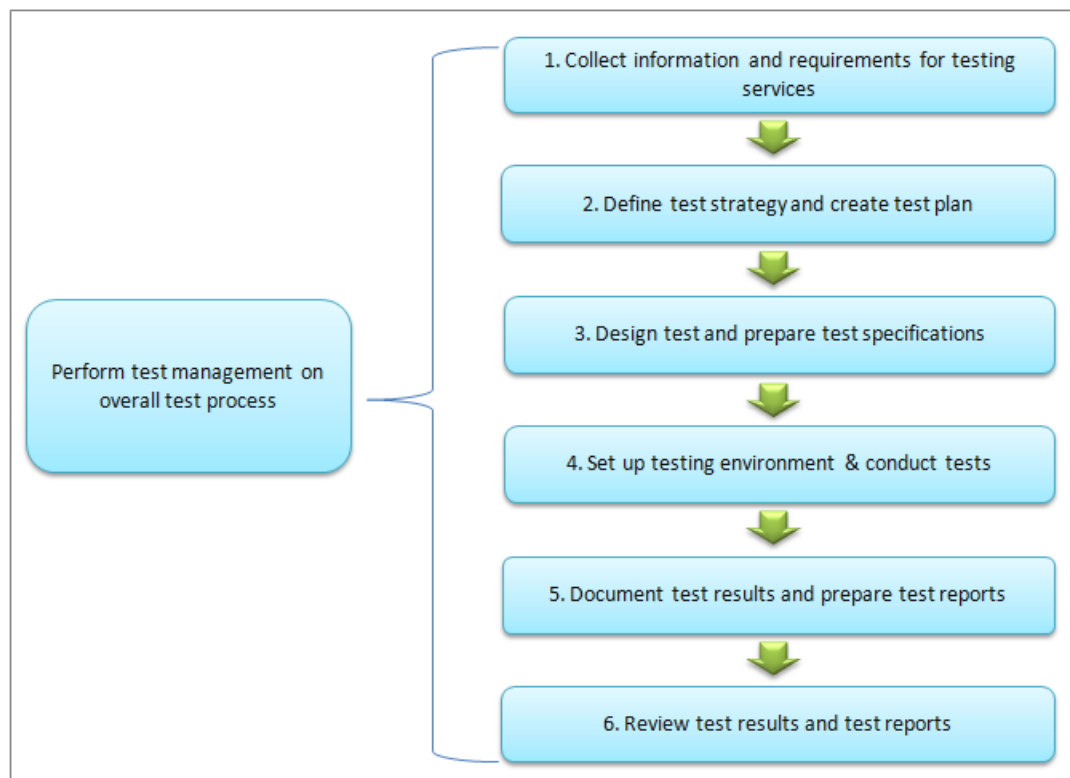 1. Collect information and requirements for testing
services
2. Define test strategy and create test plan
3. Design test and prepare test specifications
Perform test management on
overall test process
4. Set up testing environment & conduct tests
5. Document test results and prepare test reports
6. Review test results and test reports